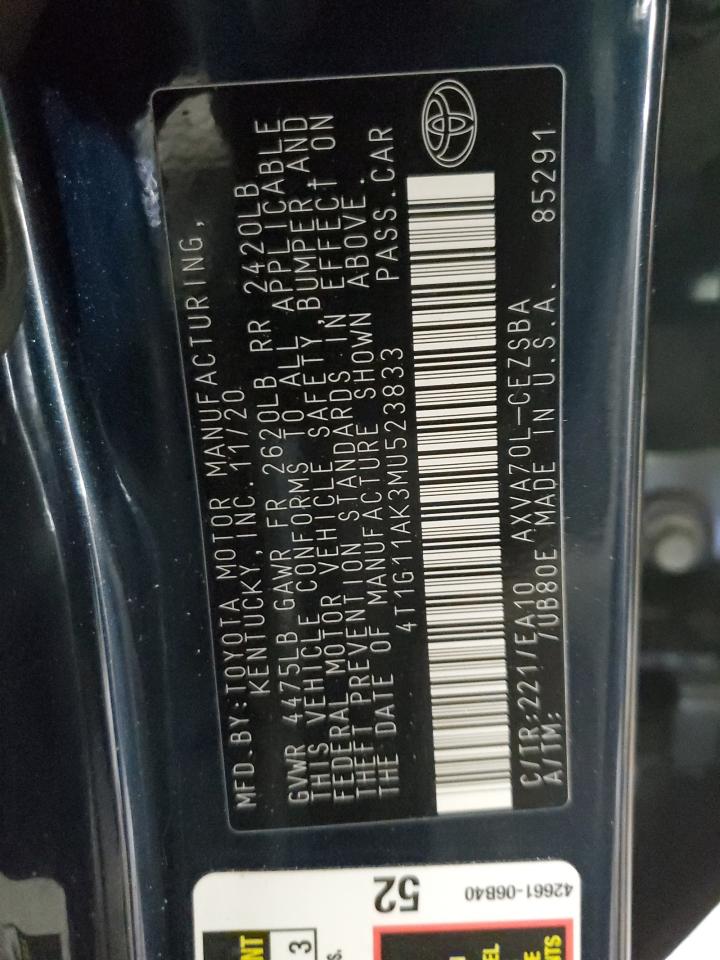 MFD.BY:TOYOTA MOTOR MANUFACTURING,
KENTUCKY, INC. 11/20
GVWR 4475LB GAWR FR 2620LB RR 2420LB
THIS VEHICLE CONFORMS TO ALL APPLICABLE
FEDERAL MOTOR VEHICLE SAFETY, BUMPER, AND
THEFT PREVENTION STANDARDS IN EFFECT ON
THE DATE OF MANUFACTURE SHOWN ABOVE.
4T1G11AK3MU523833 PASS.CAR
C/TR:221/EA10 AXVA70L-CEZSBA
A/TM: /UB80E MADE IN U.S.A. 85291
52
42661-06B40
3